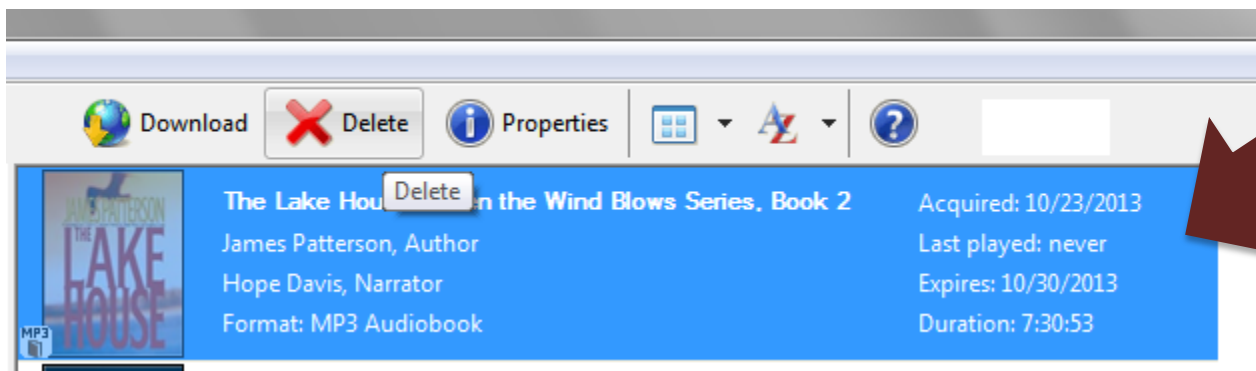 Download Delete Properties
Delete
The Lake Hou n the Wind Blows Series, Book 2
James Patterson, Author
Hope Davis, Narrator
Format: MP3 Audiobook
Acquired: 10/23/2013
Last played: never
Expires: 10/30/2013
Duration: 7:30:53
JAMES PATTERSON
THE
LAKE
HOUSE
MP3